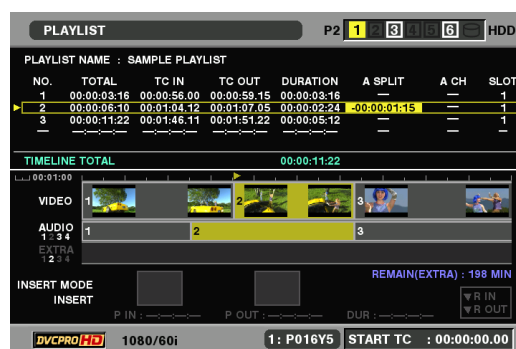 PLAYLIST P2 1 2 3 4 5 6 HDD
PLAYLIST NAME : SAMPLE PLAYLIST
NO. TOTAL TC IN TC OUT DURATION A SPLIT A CH SLOT
1 00:00:03:16 00:00:56.00 00:00:59.15 00:00:03:16 — — 1
2 00:00:06:10 00:01:04.12 00:01:07.05 00:00:02:24 -00:00:01:15 — 1
3 00:00:11:22 00:01:46.11 00:01:51.22 00:00:05:12 — — 1
— —:—:—:— —:—:—:— —:—:—:— —:—:—:— — — —
TIMELINE TOTAL 00:00:11:22
00:01:00
VIDEO 1 2 3
AUDIO 1 2 3
1 2 3 4
EXTRA
1 2 3 4
REMAIN(EXTRA) : 198 MIN
INSERT MODE
INSERT
▼R IN
▼R OUT
P IN : —:—:—:— P OUT : —:—:—:— DUR : —:—:—:—
DVCPRO HD 1080/60i 1: P016Y5 START TC : 00:00:00.00